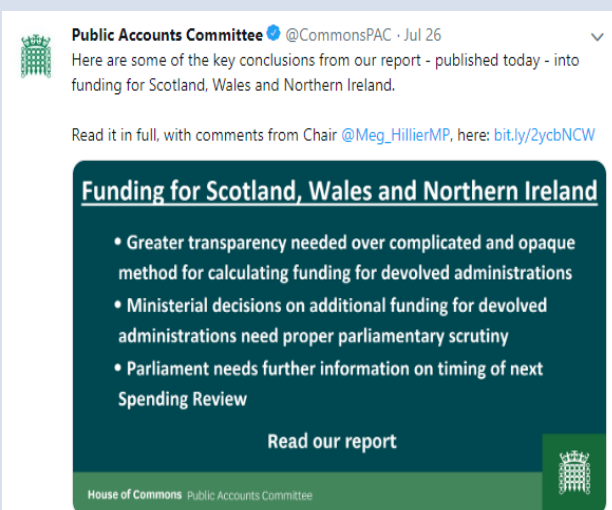 Public Accounts Committee @CommonsPAC · Jul 26
Here are some of the key conclusions from our report - published today - into
funding for Scotland, Wales and Northern Ireland.
Read it in full, with comments from Chair @Meg_HillierMP, here: bit.ly/2ycbNCW
Funding for Scotland, Wales and Northern Ireland
• Greater transparency needed over complicated and opaque
method for calculating funding for devolved administrations
• Ministerial decisions on additional funding for devolved
administrations need proper parliamentary scrutiny
• Parliament needs further information on timing of next
Spending Review
Read our report
House of Commons Public Accounts Committee